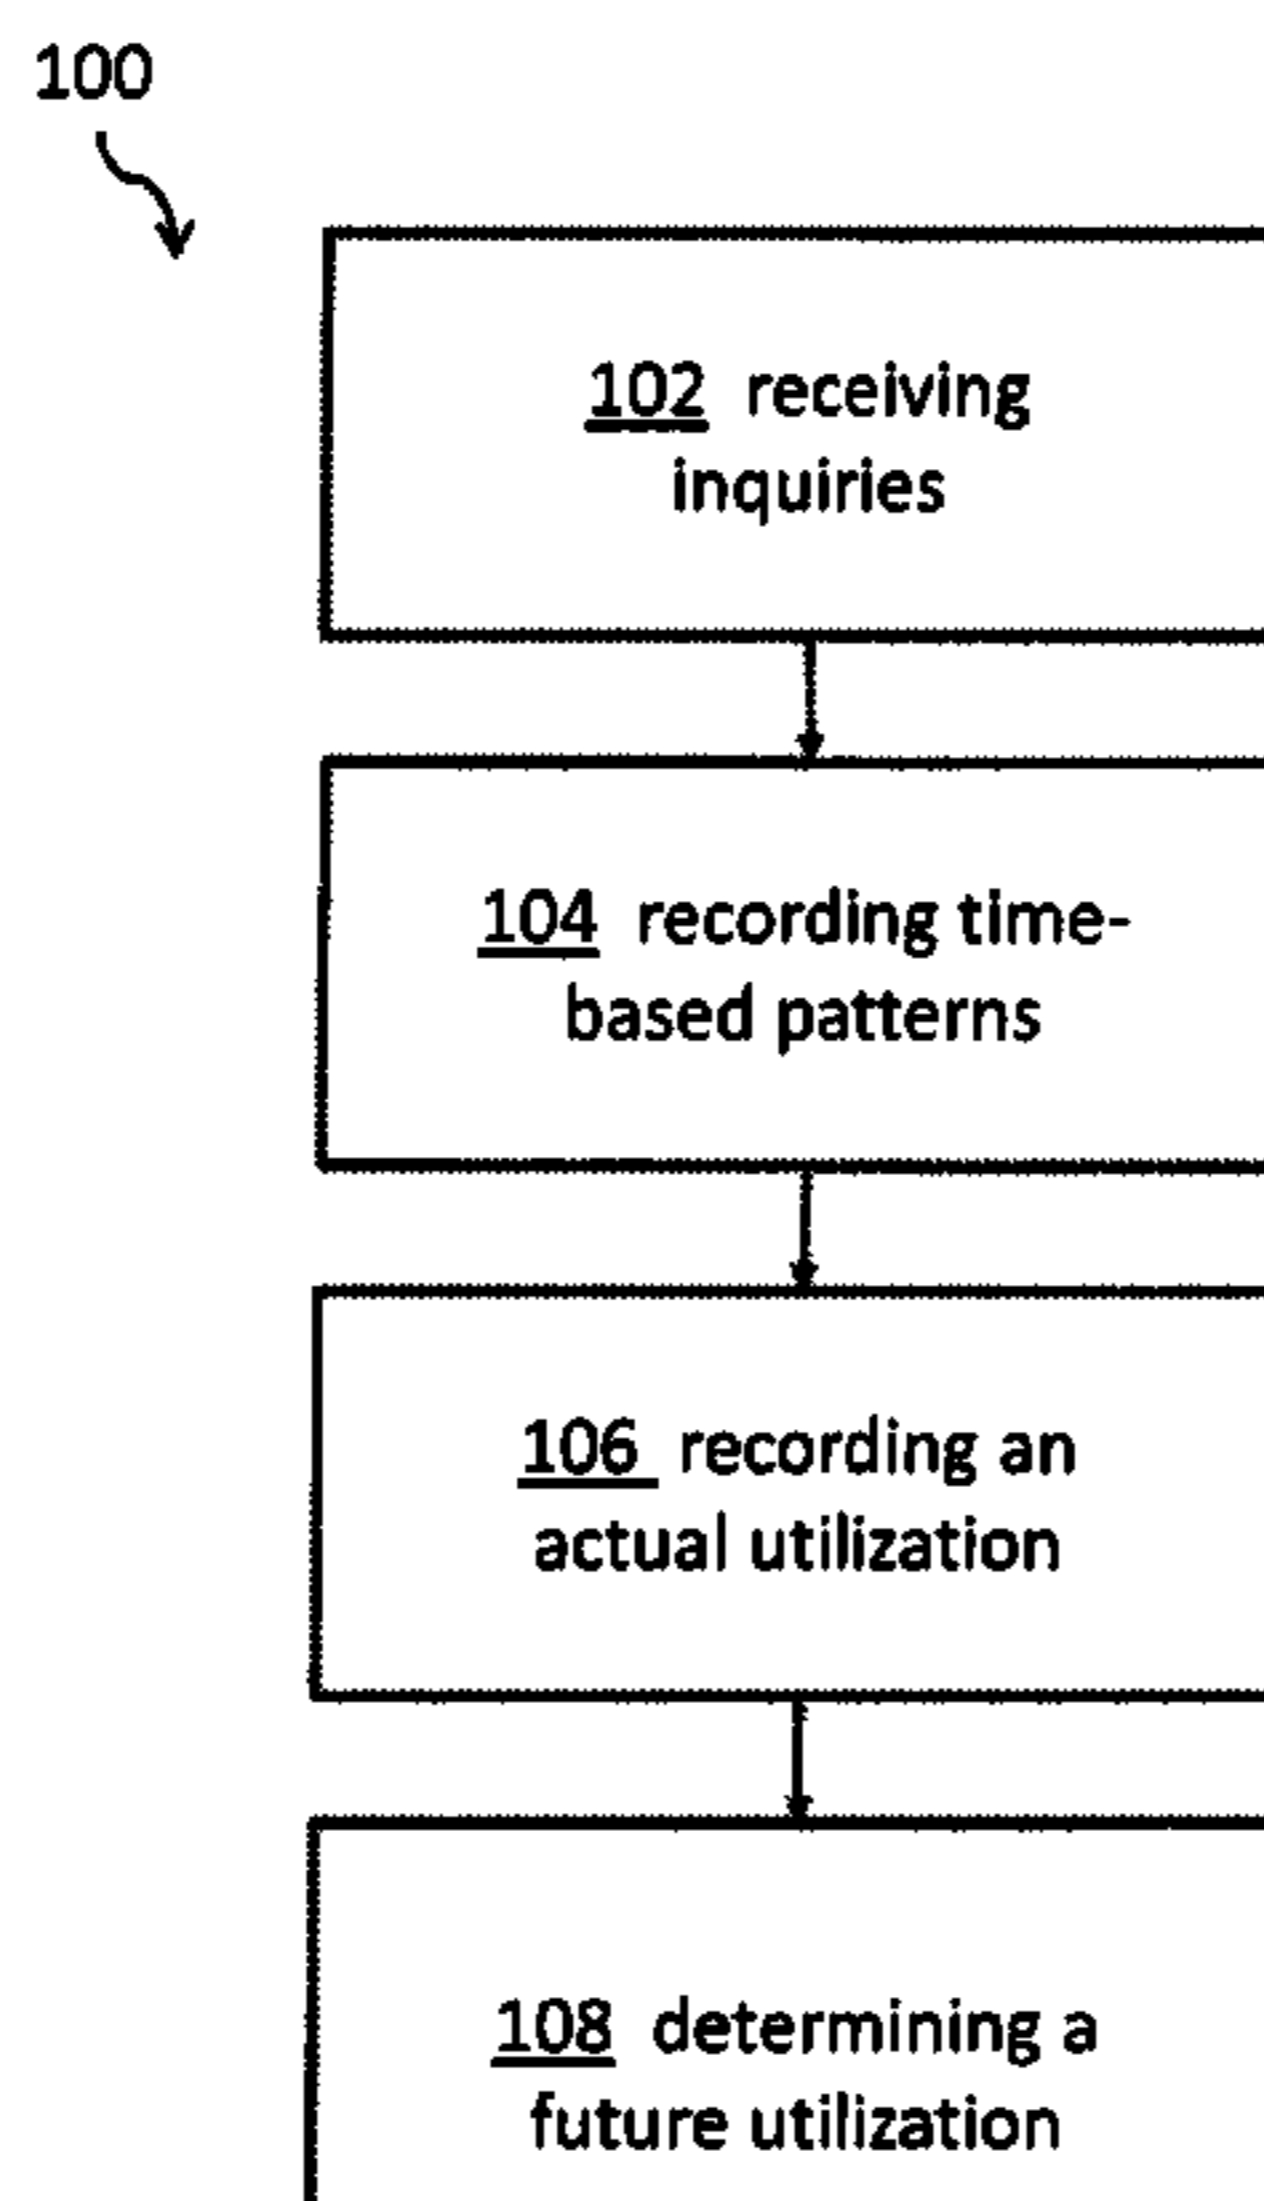 100
102 receiving
inquiries
104 recording time-
based patterns
106 recording an
actual utilization
108 determining a
future utilization